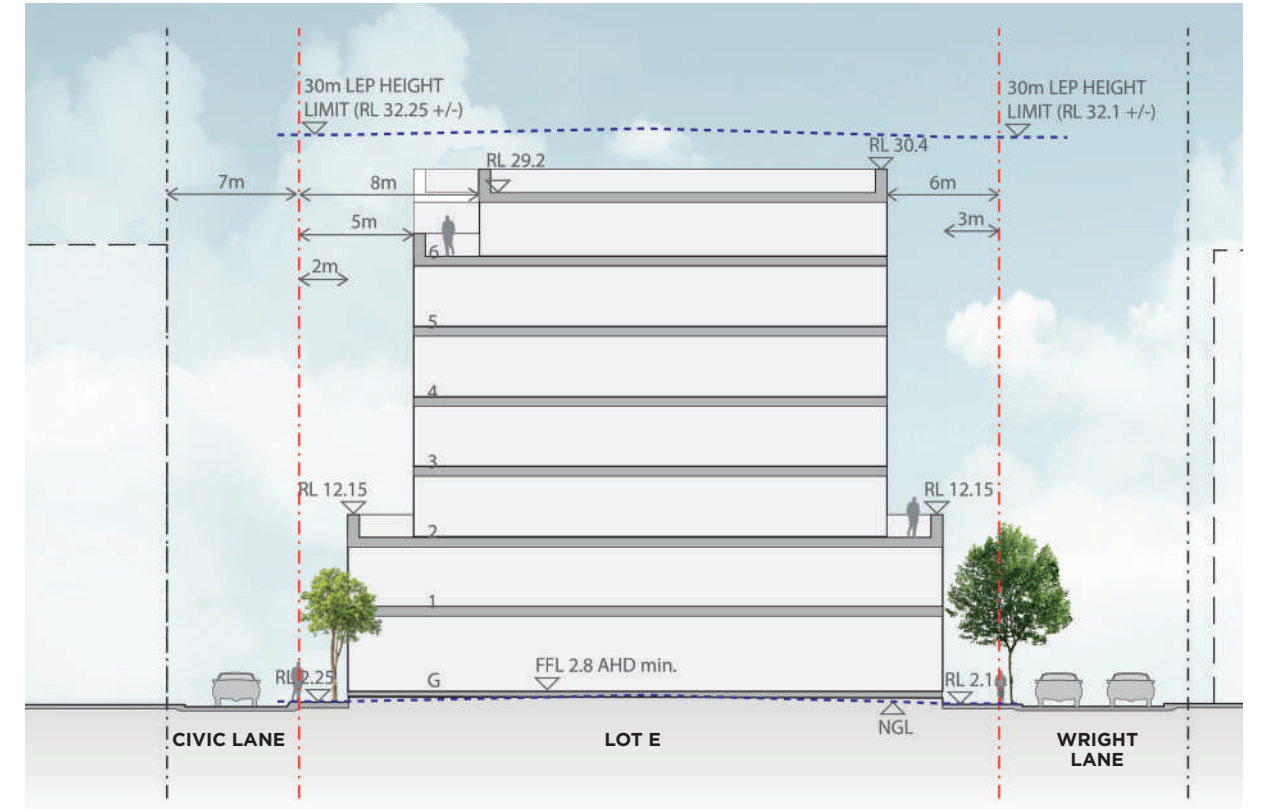 30m LEP HEIGHT
LIMIT (RL 32.25 +/-)
30m LEP HEIGHT
LIMIT (RL 32.1 +/-)
RL 29.2
RL 30.4
7m
8m
6m
5m
3m
2m
6
5
4
3
RL 12.15
RL 12.15
2
1
FFL 2.8 AHD min.
RL 2.25
G
RL 2.1
NGL
CIVIC LANE
LOT E
WRIGHT
LANE